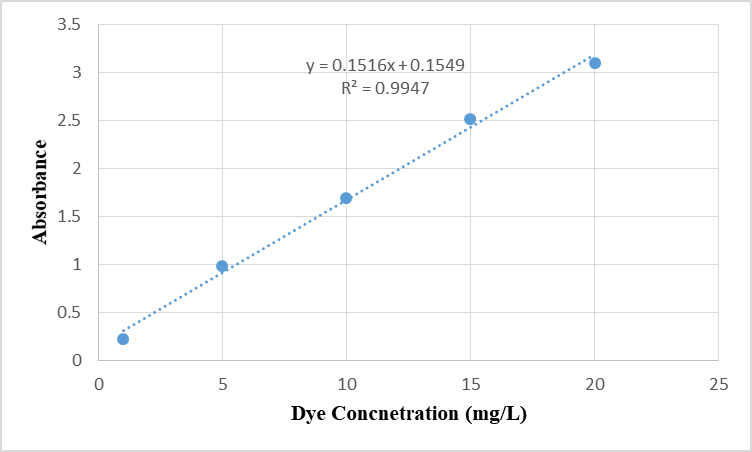 3.5
3
2.5
2
1.5
1
0.5
0
y = 0.1516x + 0.1549
R² = 0.9947
Absorbance
0 5 10 15 20 25
Dye Concnetration (mg/L)